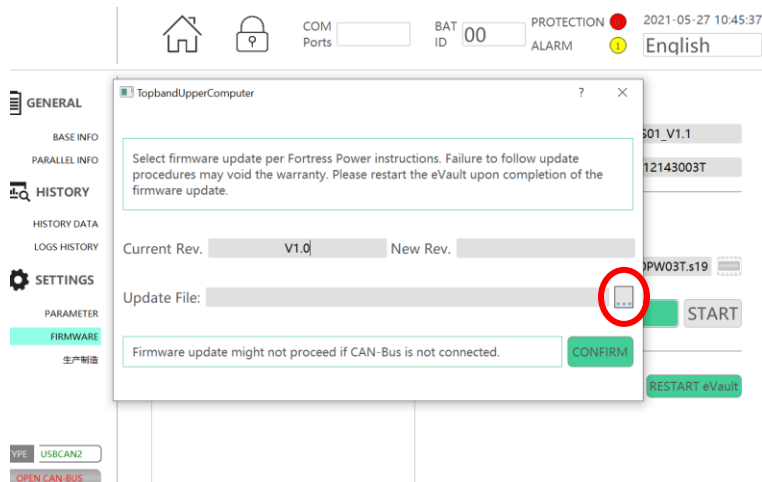 COM
Ports
BAT
ID
00
PROTECTION
ALARM
1
2021-05-27 10:45:37
English
GENERAL
BASE INFO
PARALLEL INFO
HISTORY
HISTORY DATA
LOGS HISTORY
SETTINGS
PARAMETER
FIRMWARE
生产制造
TYPE USBCAN2
OPEN CAN-BUS
TopbandUpperComputer
?
Select firmware update per Fortress Power instructions. Failure to follow update
procedures may void the warranty. Please restart the eVault upon completion of the
firmware update.
Current Rev. V1.0 New Rev.
Update File: ...
Firmware update might not proceed if CAN-Bus is not connected. CONFIRM
S01_V1.1
12143003T
OPW03T.s19
START
RESTART eVault